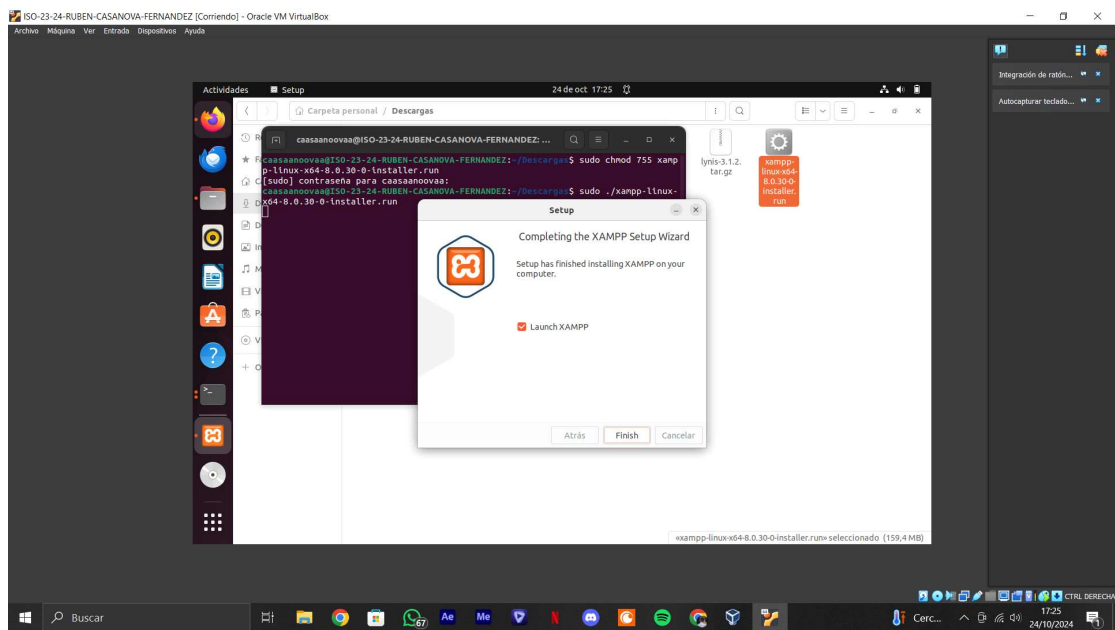 ISO-23-24-RUBEN-CASANOVA-FERNANDEZ [Corriendo] - Oracle VM VirtualBox
Archivo Máquina Ver Entrada Dispositivos Ayuda
Integración de ratón...
Autocapturar teclado...
Actividades Setup 24 de oct 17:25
Carpeta personal / Descargas
caasaanoovaa@ISO-23-24-RUBEN-CASANOVA-FERNANDEZ: ...
caasaanoovaa@ISO-23-24-RUBEN-CASANOVA-FERNANDEZ:~/Descargas$ sudo chmod 755 xamp
p-linux-x64-8.0.30-0-installer.run
[sudo] contraseña para caasaanoovaa:
caasaanoovaa@ISO-23-24-RUBEN-CASANOVA-FERNANDEZ:~/Descargas$ sudo ./xampp-linux-
x64-8.0.30-0-installer.run
lynis-3.1.2.
tar.gz
xampp-
linux-x64-
8.0.30-0-
installer.
run
Setup
Completing the XAMPP Setup Wizard
Setup has finished installing XAMPP on your
computer.
Launch XAMPP
Atrás Finish Cancelar
«xampp-linux-x64-8.0.30-0-installer.run» seleccionado (159,4 MB)
CTRL DERECHA
Buscar
67
Ae
Me
Cerc...
17:25
24/10/2024
1